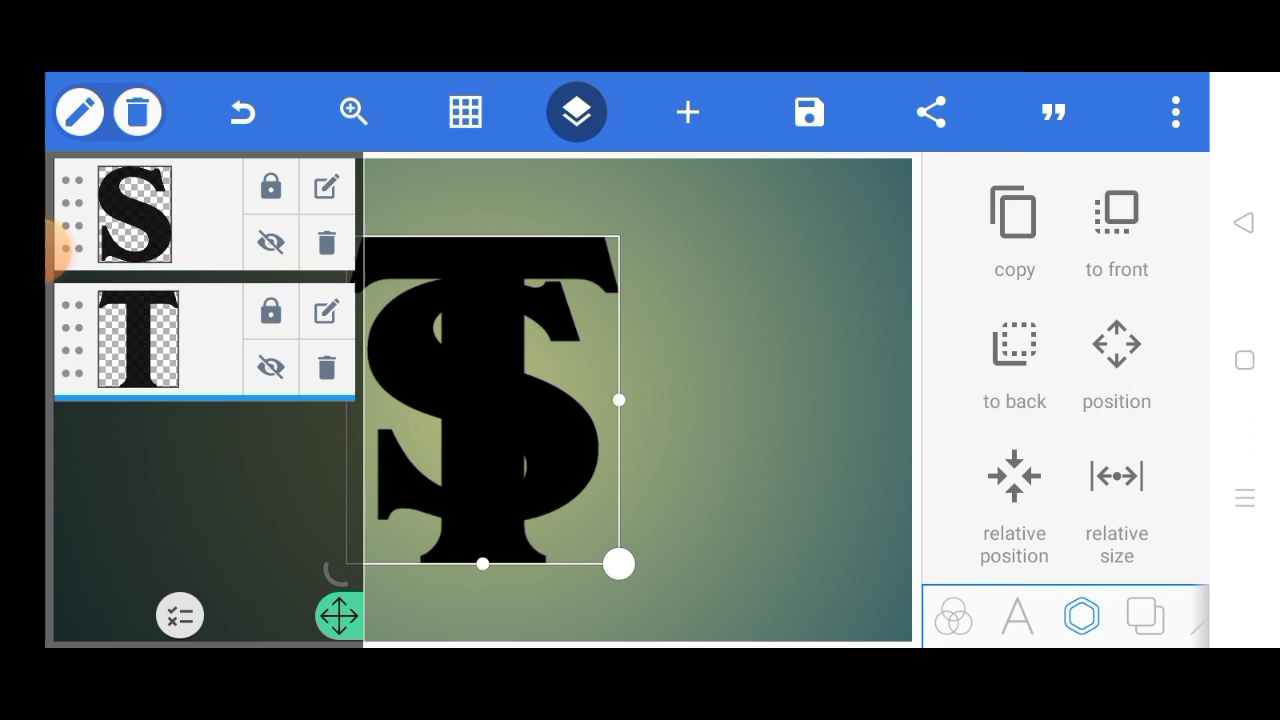 S
T
S
T
copy
to front
to back
position
relative position
relative size